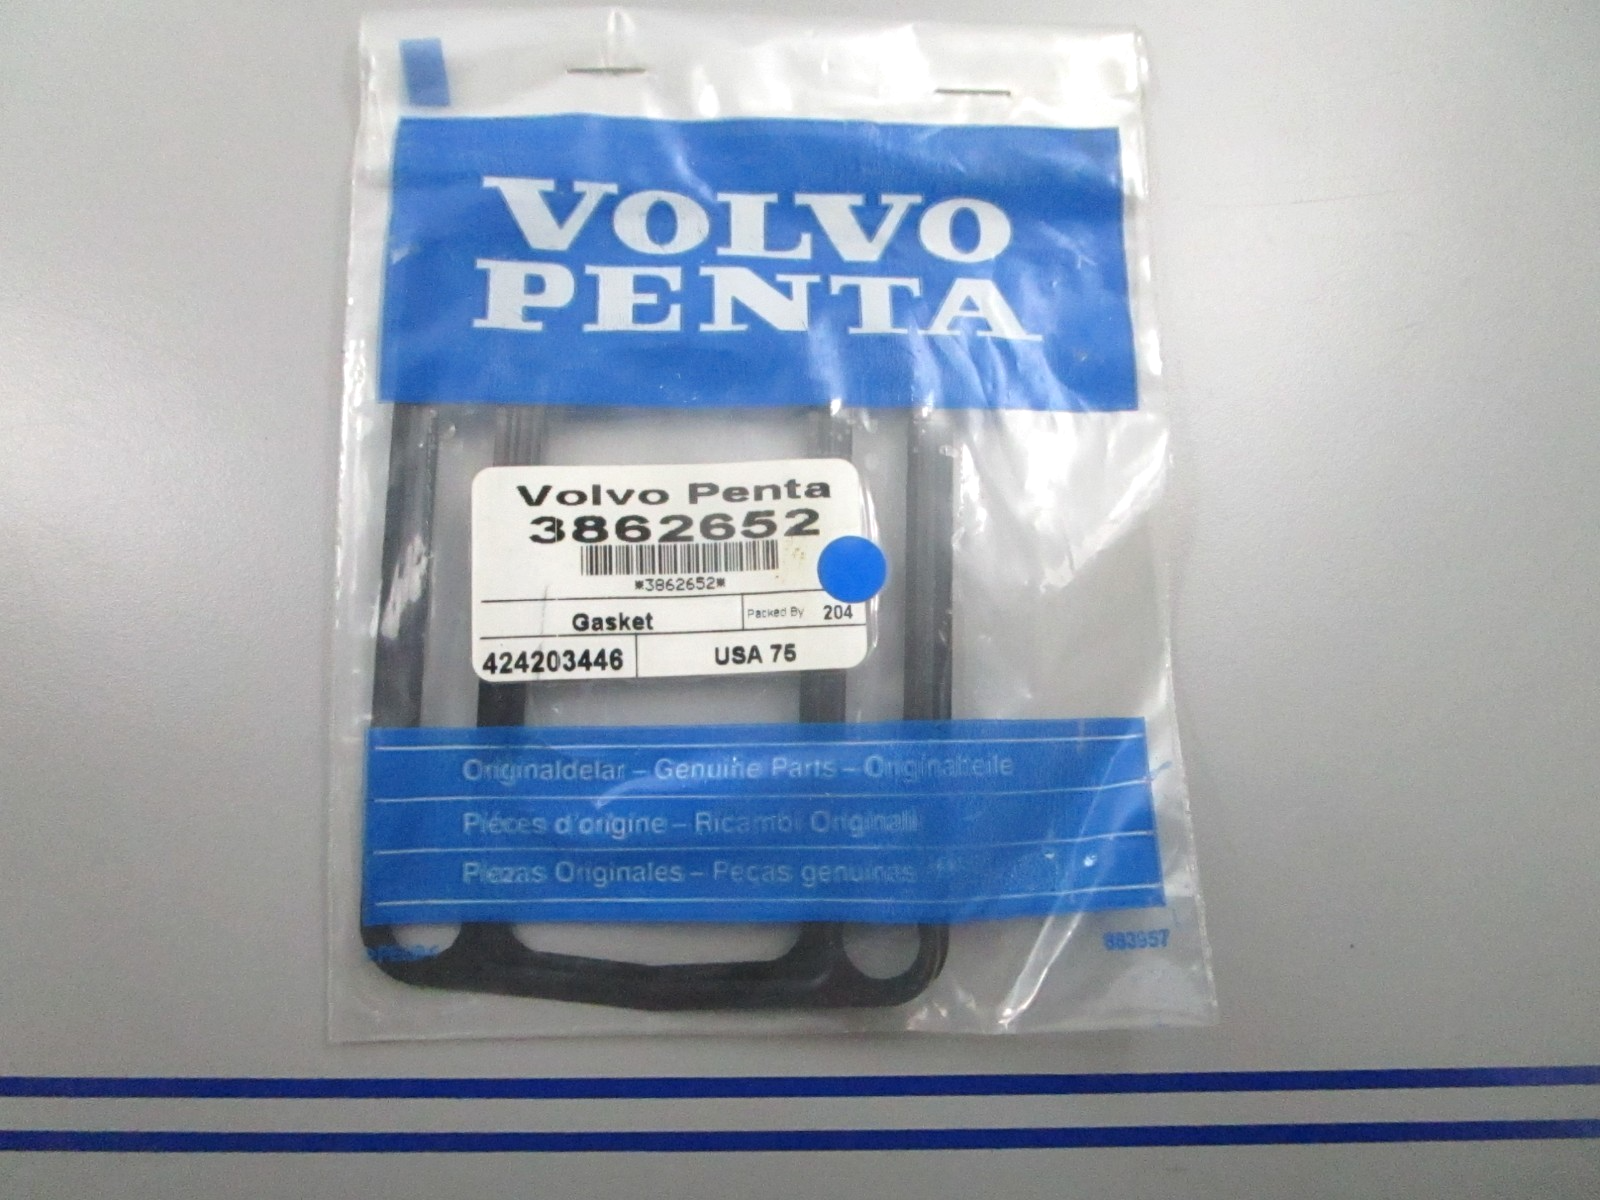 VOLVO
PENTA
Volvo Penta
3862652
*3862652*
Gasket
Packed By 204
424203446
USA 75
Originaldelar – Genuine Parts – Originalteile
Pièces d'origine – Ricambi Originali
Piezas Originales – Peças genuinas
883957